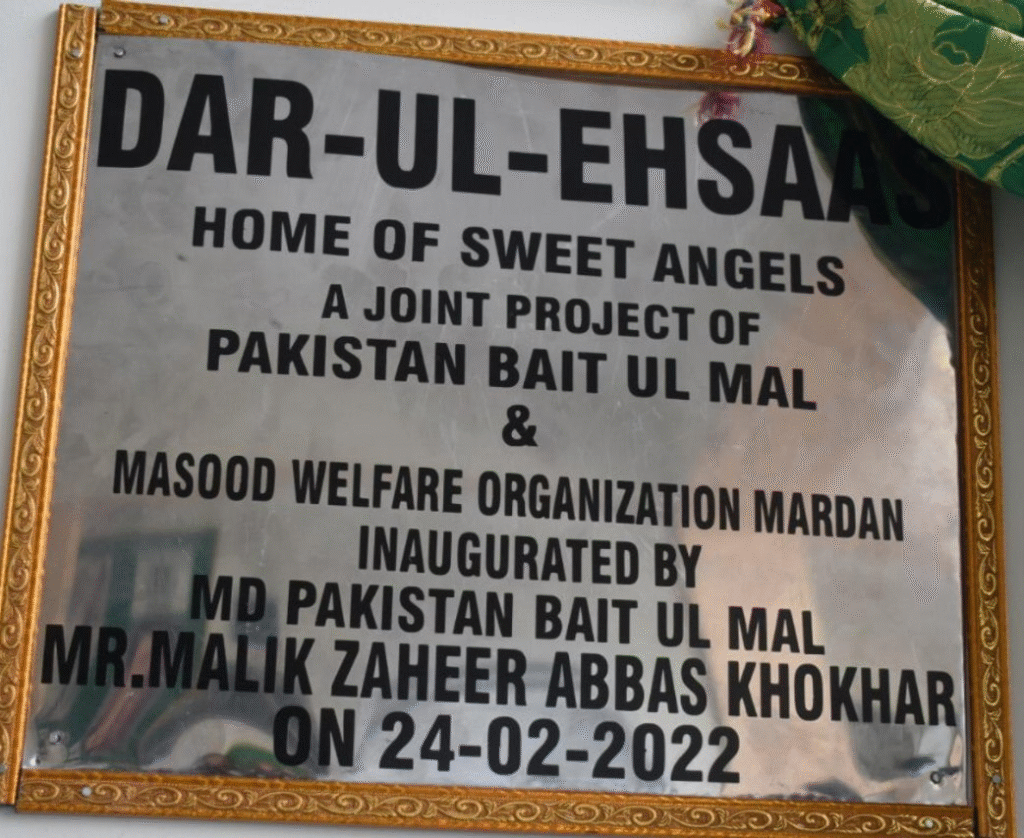 DAR-UL-EHSAAS
HOME OF SWEET ANGELS
A JOINT PROJECT OF
PAKISTAN BAIT UL MAL
&
MASOOD WELFARE ORGANIZATION MARDAN
INAUGURATED BY
MD PAKISTAN BAIT UL MAL
MR.MALIK ZAHEER ABBAS KHOKHAR
ON 24-02-2022